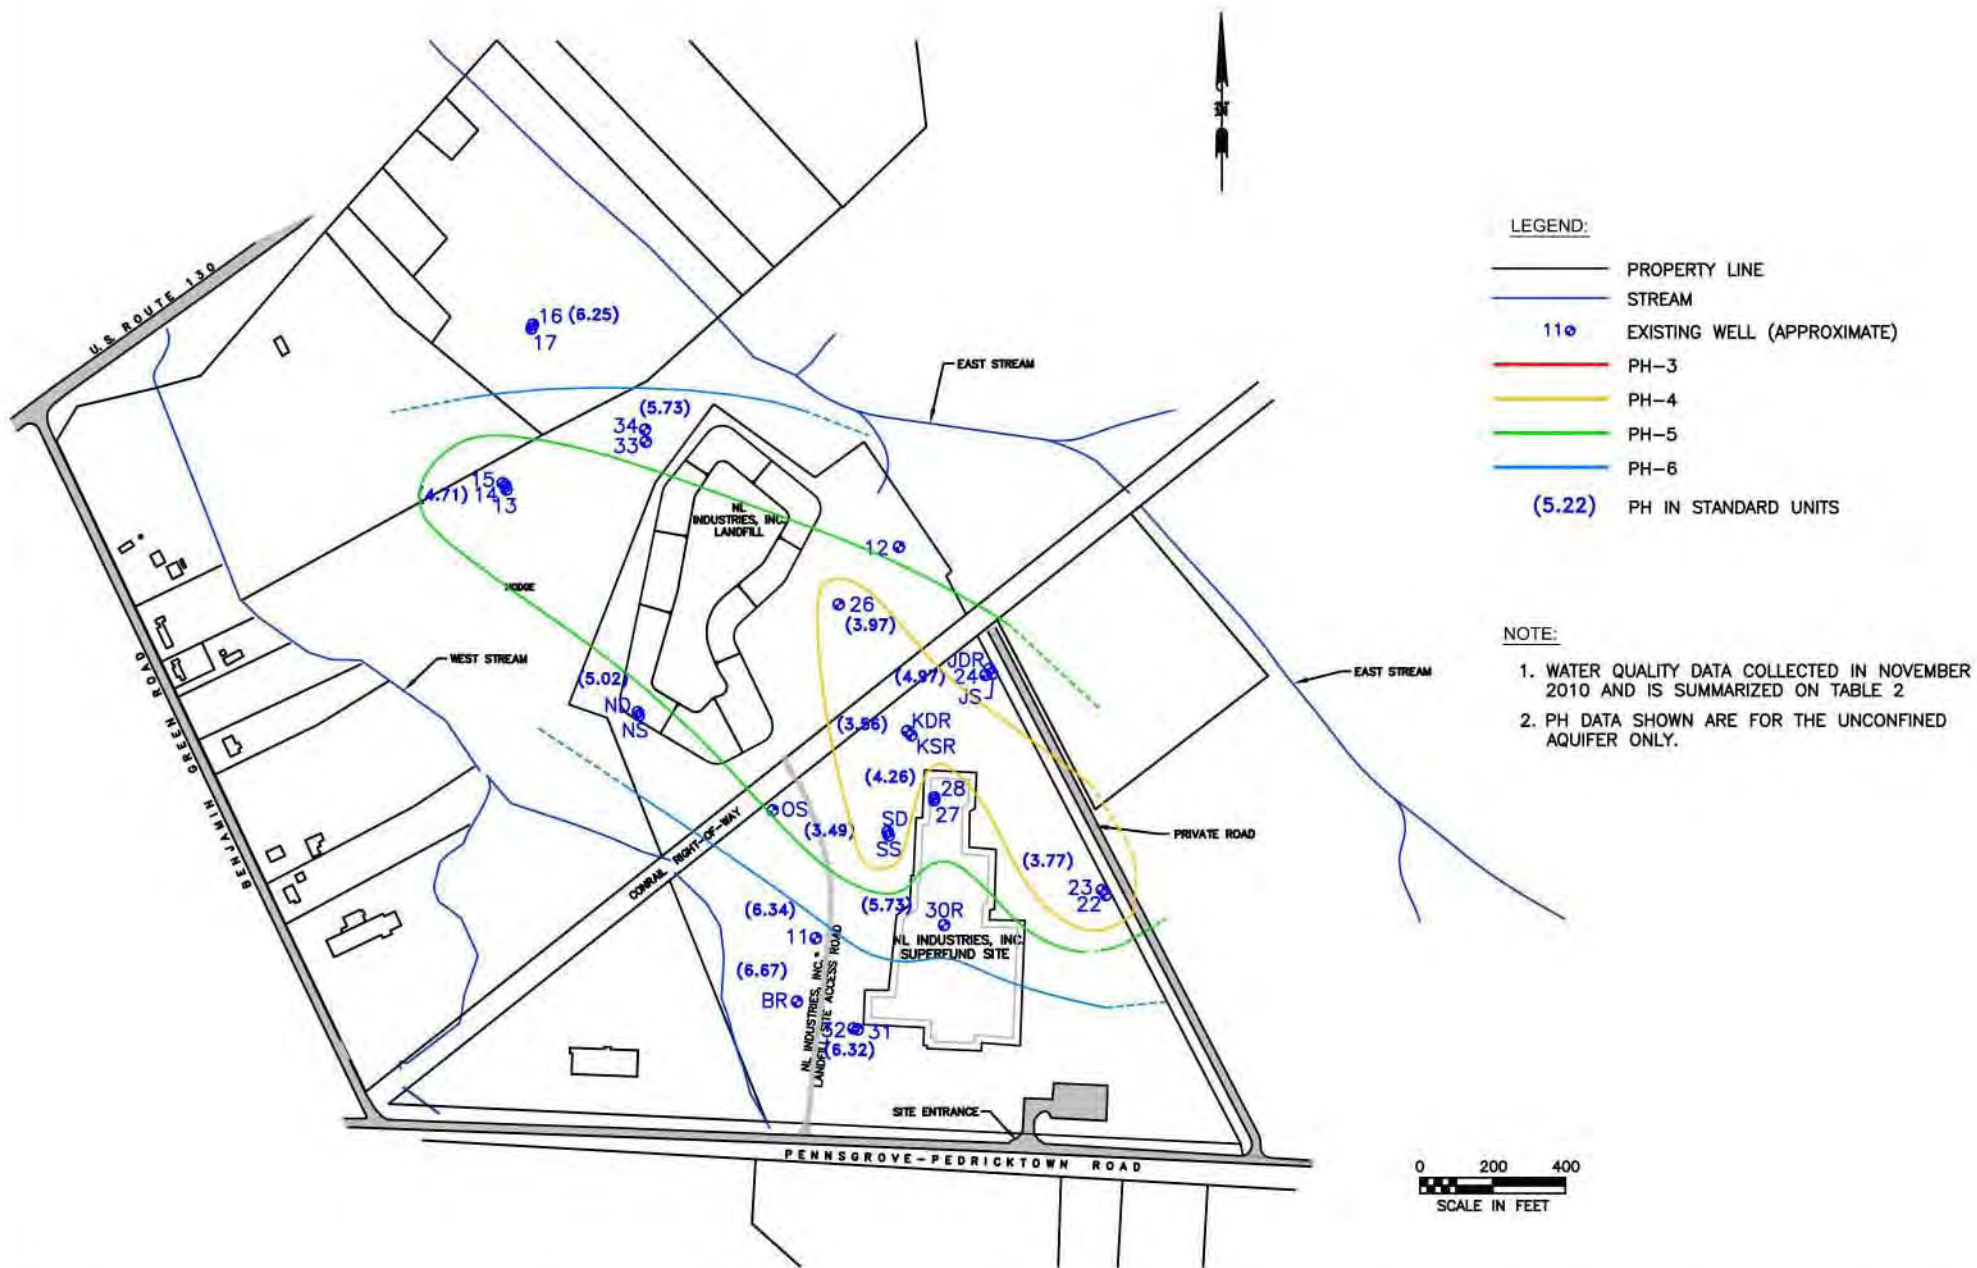 U.S. ROUTE 130
16 (6.25)
17
EAST STREAM
(5.73)
34
33
15
(4.71) 14
13
NL
INDUSTRIES, INC.
LANDFILL
12
HODGE
26
(3.97)
WEST STREAM
(5.02)
ND
NS
JDR
(4.97) 24
J
JS
EAST STREAM
(3.56)
KDR
KSR
(4.26)
28
27
OS
(3.49)
SD
SS
CONRAIL RIGHT-OF-WAY
PRIVATE ROAD
(3.77)
23
22
BENJAMIN GREEN ROAD
(6.34)
11
(5.73)
30R
NL INDUSTRIES, INC.
SUPERFUND SITE
(6.67)
BR
NL INDUSTRIES, INC.
LANDFILL SITE ACCESS ROAD
32 31
(6.32)
SITE ENTRANCE
PENNSGROVE-PEDRICKTOWN ROAD
LEGEND:
PROPERTY LINE
STREAM
11 EXISTING WELL (APPROXIMATE)
PH-3
PH-4
PH-5
PH-6
(5.22) PH IN STANDARD UNITS
NOTE:
1. WATER QUALITY DATA COLLECTED IN NOVEMBER
2010 AND IS SUMMARIZED ON TABLE 2
2. PH DATA SHOWN ARE FOR THE UNCONFINED
AQUIFER ONLY.
0 200 400
SCALE IN FEET